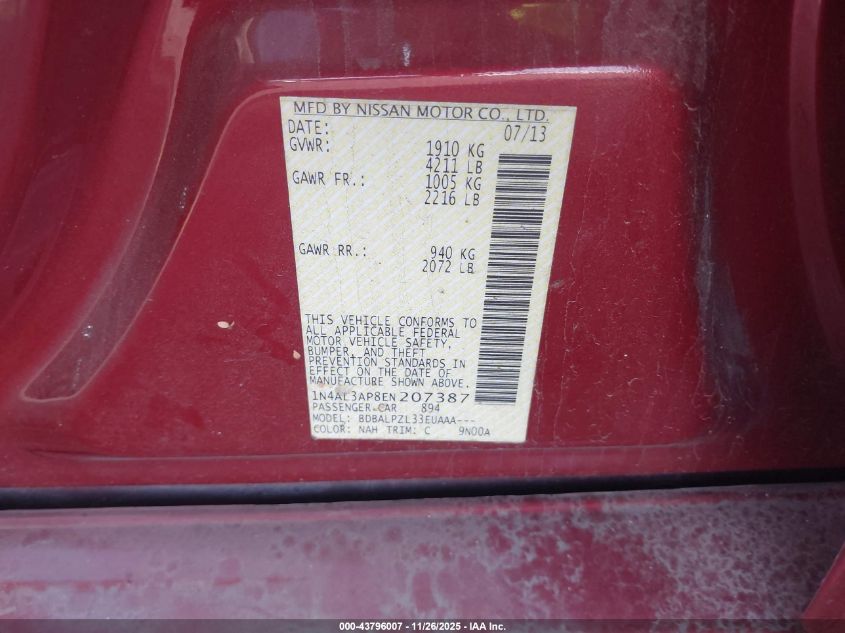 MFD BY NISSAN MOTOR CO., LTD.
DATE: 07/13
GVWR: 1910 KG
4211 LB
GAWR FR.: 1005 KG
2216 LB
GAWR RR.: 940 KG
2072 LB
THIS VEHICLE CONFORMS TO
ALL APPLICABLE FEDERAL
MOTOR VEHICLE SAFETY,
BUMPER, AND THEFT
PREVENTION STANDARDS IN
EFFECT ON THE DATE OF
MANUFACTURE SHOWN ABOVE.
1N4AL3AP8EN207387
PASSENGER CAR 894
MODEL: BDBALPZL33EUAAA---
COLOR: NAH TRIM: C 9N00A
000-43796007 - 11/26/2025 - IAA Inc.